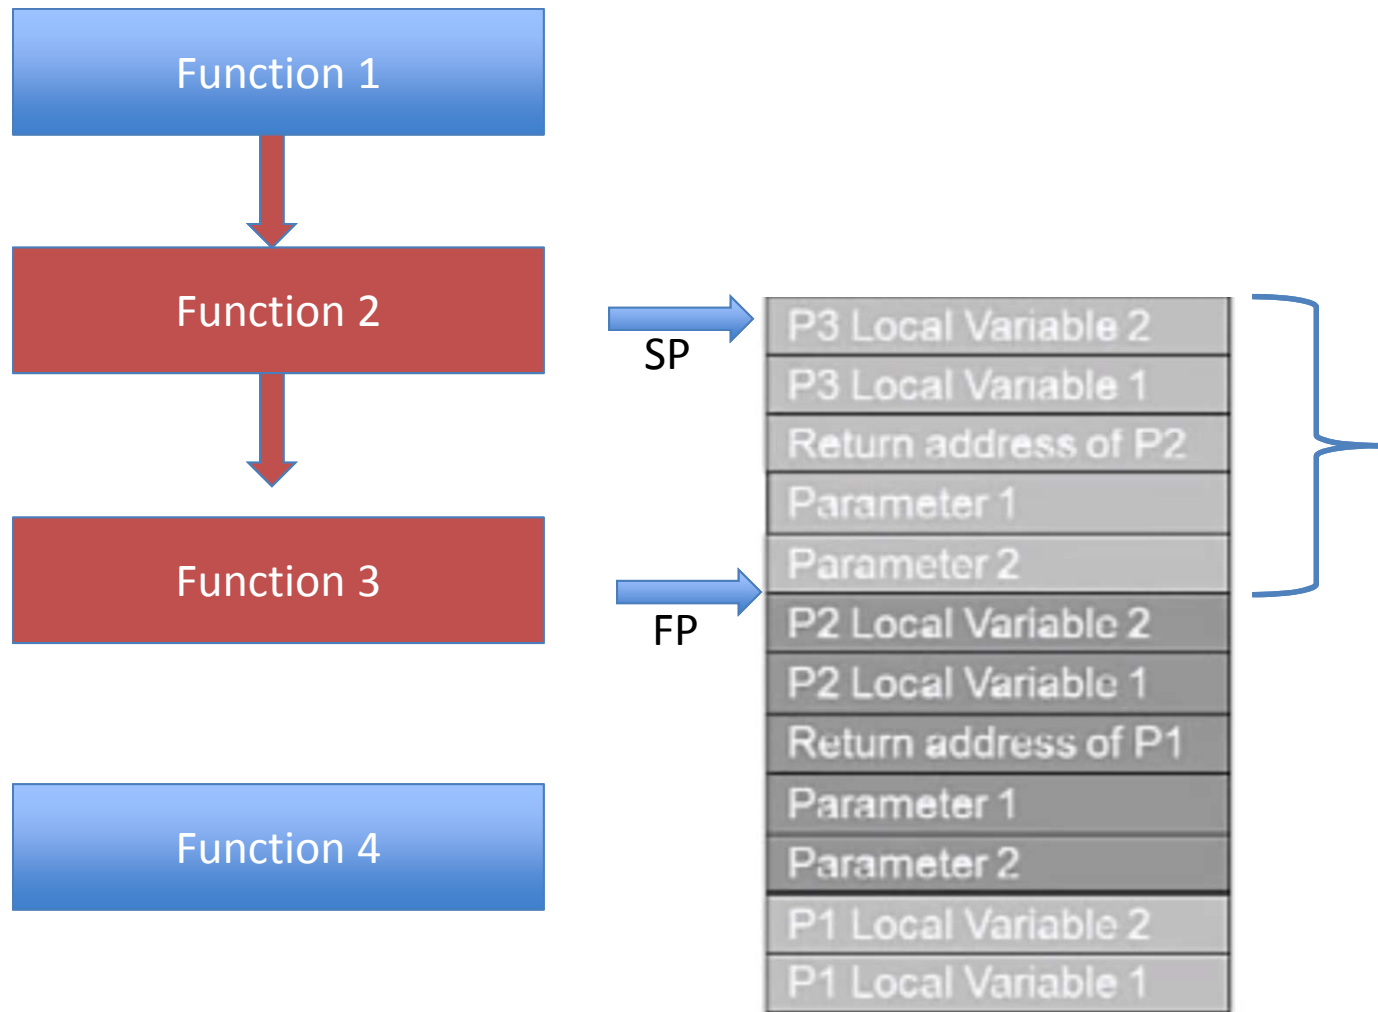 Function 1
Function 2
Function 3
Function 4
SP
FP
P3 Local Variable 2
P3 Local Variable 1
Return address of P2
Parameter 1
Parameter 2
P2 Local Variable 2
P2 Local Variable 1
Return address of P1
Parameter 1
Parameter 2
P1 Local Variable 2
P1 Local Variable 1